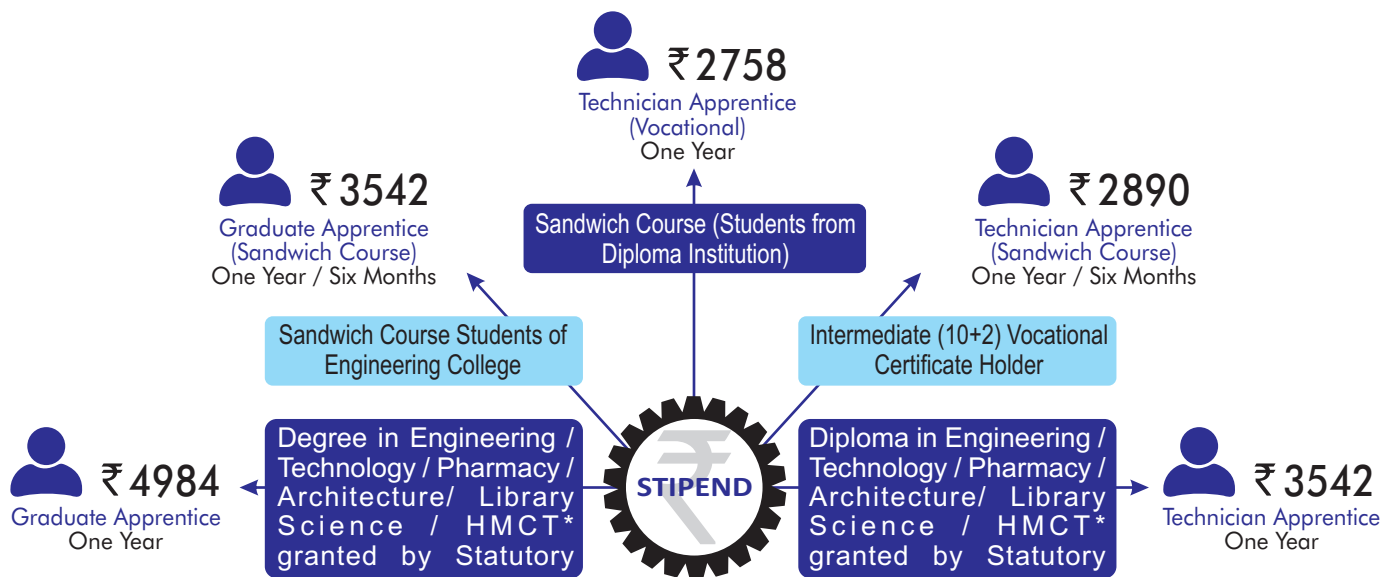 ₹ 2758
Technician Apprentice
(Vocational)
One Year
₹ 3542
Graduate Apprentice
(Sandwich Course)
One Year / Six Months
Sandwich Course (Students from
Diploma Institution)
₹ 2890
Technician Apprentice
(Sandwich Course)
One Year / Six Months
Sandwich Course Students of
Engineering College
Intermediate (10+2) Vocational
Certificate Holder
₹ 4984
Graduate Apprentice
One Year
Degree in Engineering /
Technology / Pharmacy /
Architecture/ Library
Science / HMCT*
granted by Statutory
₹
STIPEND
Diploma in Engineering /
Technology / Pharmacy /
Architecture/ Library
Science / HMCT*
granted by Statutory
₹ 3542
Technician Apprentice
One Year